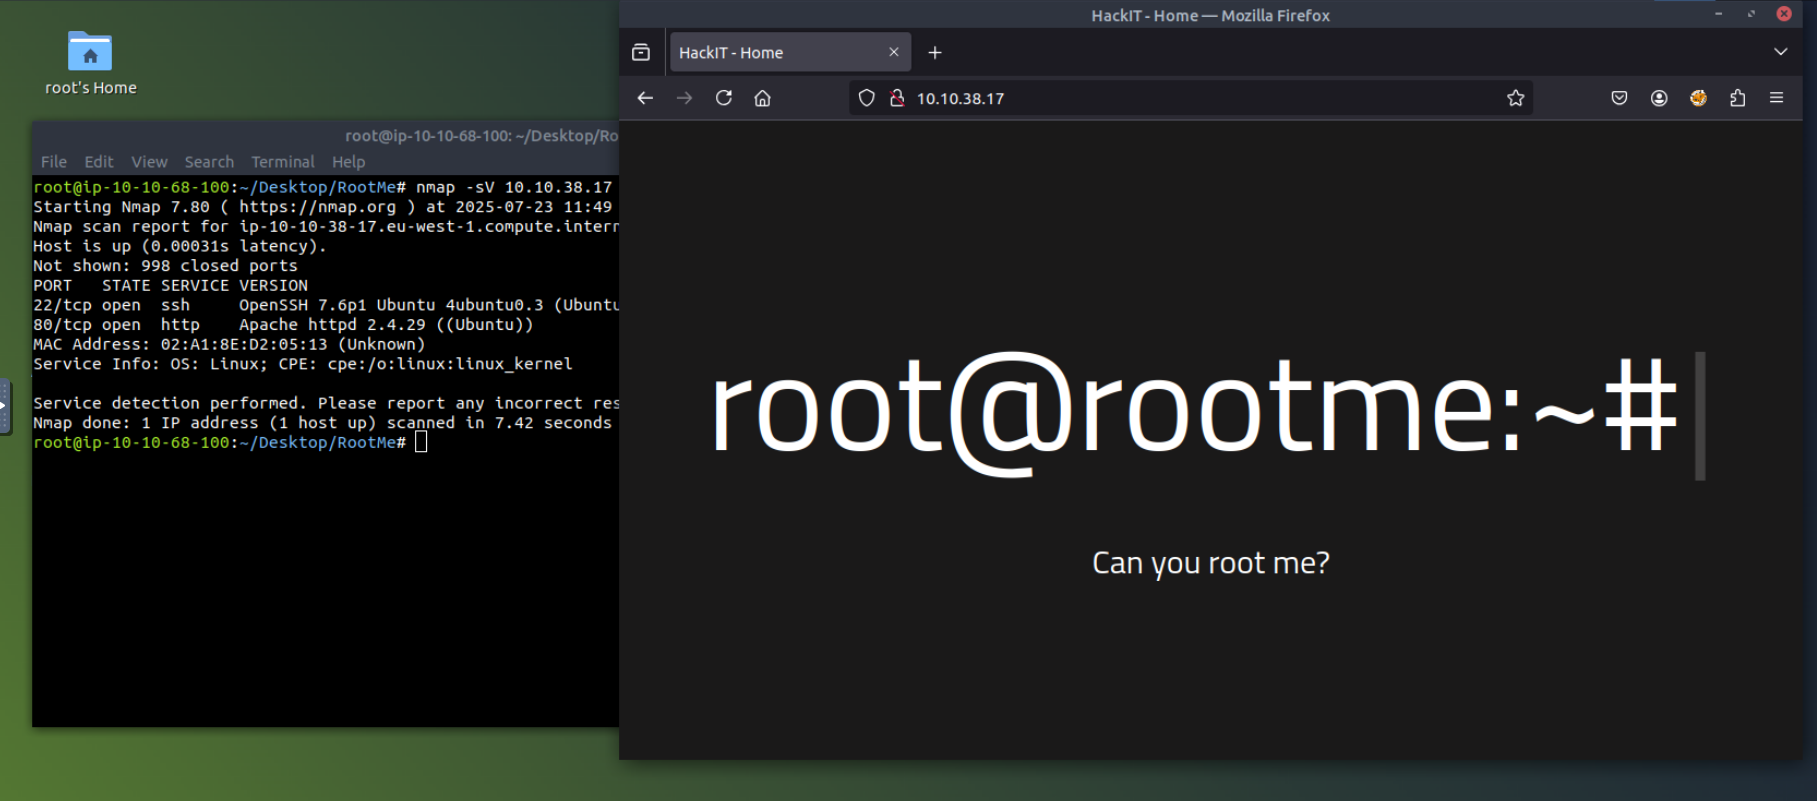 root's Home
root@ip-10-10-68-100: ~/Desktop/Ro
File Edit View Search Terminal Help
root@ip-10-10-68-100:~/Desktop/RootMe# nmap -sV 10.10.38.17
Starting Nmap 7.80 ( https://nmap.org ) at 2025-07-23 11:49
Nmap scan report for ip-10-10-38-17.eu-west-1.compute.intern
Host is up (0.00031s latency).
Not shown: 998 closed ports
PORT   STATE SERVICE VERSION
22/tcp open  ssh     OpenSSH 7.6p1 Ubuntu 4ubuntu0.3 (Ubuntu
80/tcp open  http    Apache httpd 2.4.29 ((Ubuntu))
MAC Address: 02:A1:8E:D2:05:13 (Unknown)
Service Info: OS: Linux; CPE: cpe:/o:linux:linux_kernel
Service detection performed. Please report any incorrect res
Nmap done: 1 IP address (1 host up) scanned in 7.42 seconds
root@ip-10-10-68-100:~/Desktop/RootMe#
HackIT - Home — Mozilla Firefox
HackIT - Home
10.10.38.17
root@rootme:~#
Can you root me?